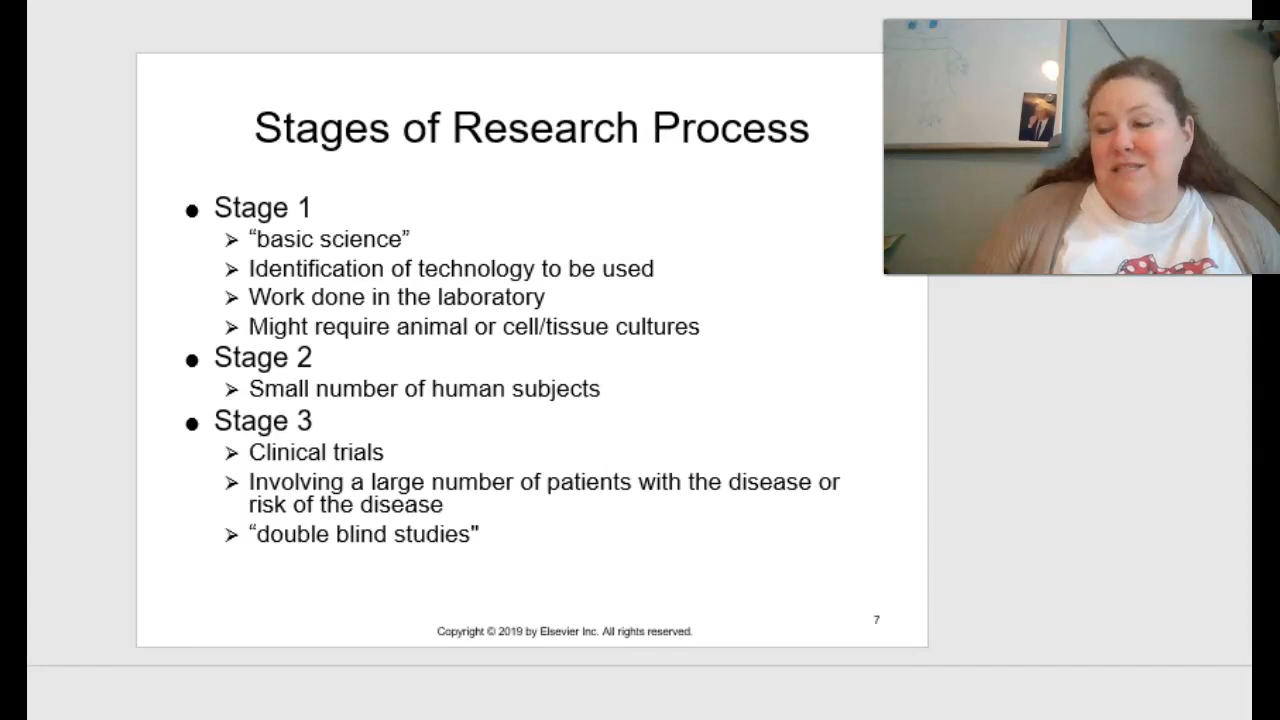 Stages of Research Process
● Stage 1
➢ “basic science”
➢ Identification of technology to be used
➢ Work done in the laboratory
➢ Might require animal or cell/tissue cultures
● Stage 2
➢ Small number of human subjects
● Stage 3
➢ Clinical trials
➢ Involving a large number of patients with the disease or
risk of the disease
➢ “double blind studies"
7
Copyright © 2019 by Elsevier Inc. All rights reserved.